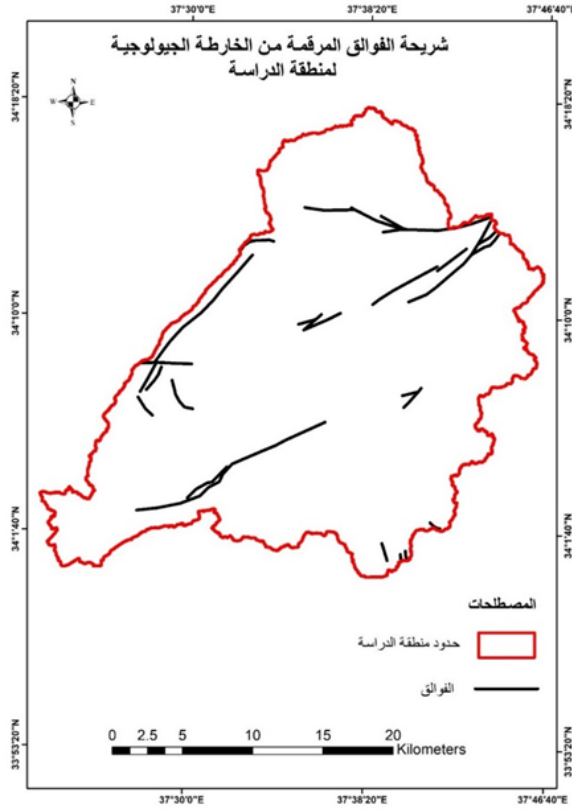 37°30'0"E 37°38'20"E 37°46'40"E
شريحة الفوالق المرقمة من الخارطة الجيولوجية
لمنطقة الدراسة
N
W E
S
34°18'20"N 34°18'20"N
34°10'0"N 34°10'0"N
34°1'40"N 34°1'40"N
المصطلحات
حدود منطقة الدراسة
الفوالق
0 2.5 5 10 15 20
Kilometers
33°53'20"N 33°53'20"N
37°30'0"E 37°38'20"E 37°46'40"E